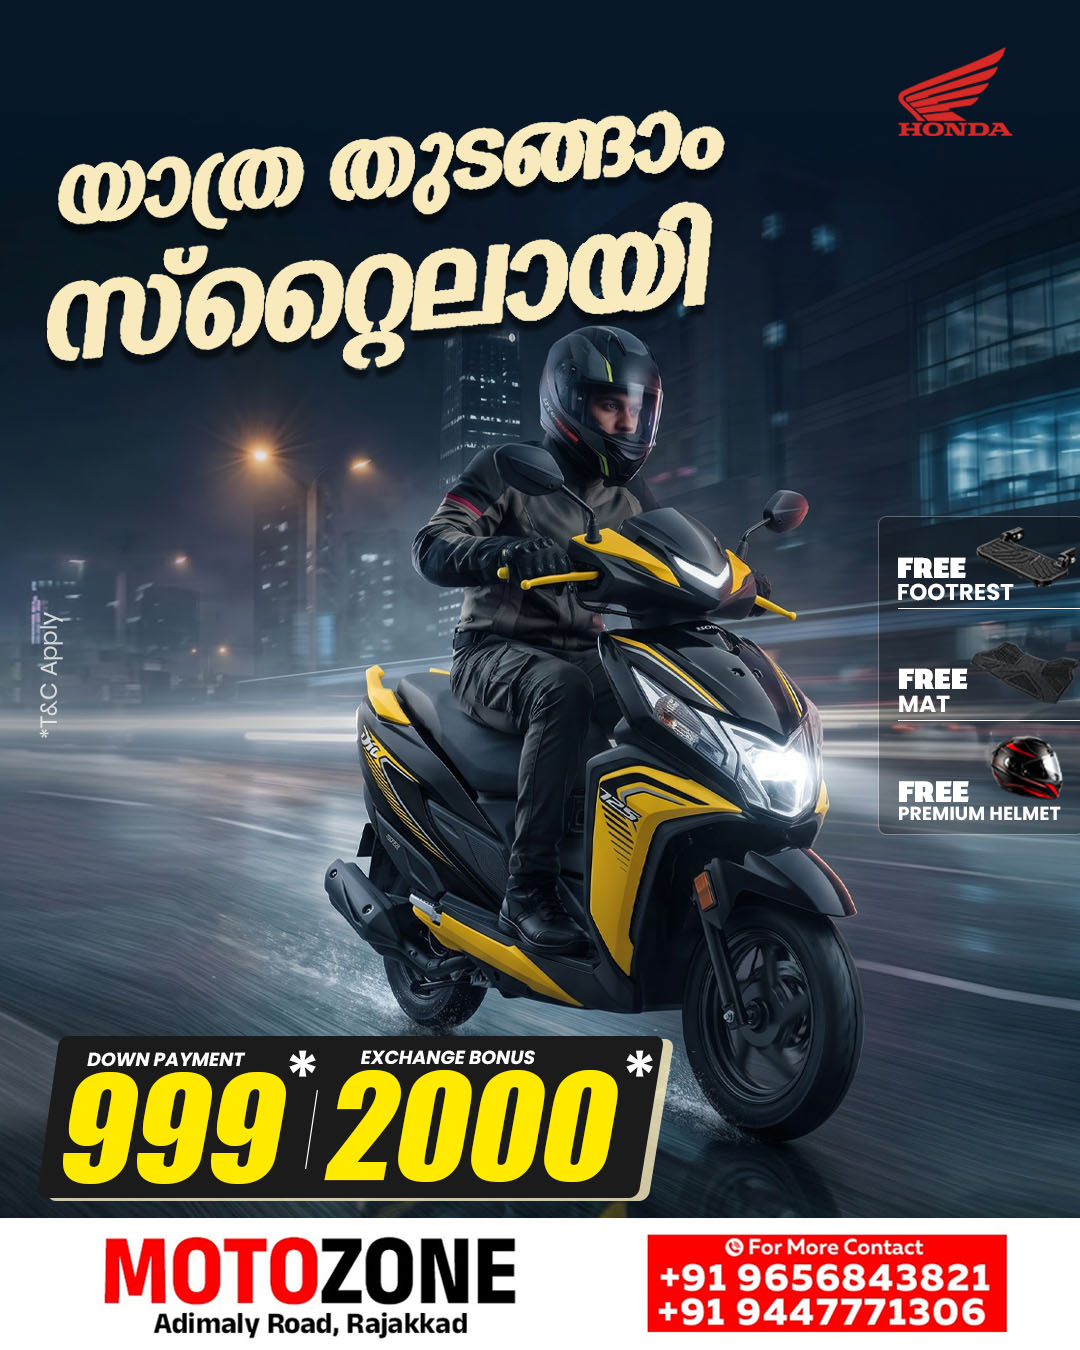 HONDA
യാത്ര തുടങ്ങാം
സ്റ്റൈലായി
*T&C Apply
FREE
FOOTREST
FREE
MAT
FREE
PREMIUM HELMET
125
DOWN PAYMENT
999*
EXCHANGE BONUS
2000*
MOTOZONE
Adimaly Road, Rajakkad
For More Contact
+91 9656843821
+91 9447771306